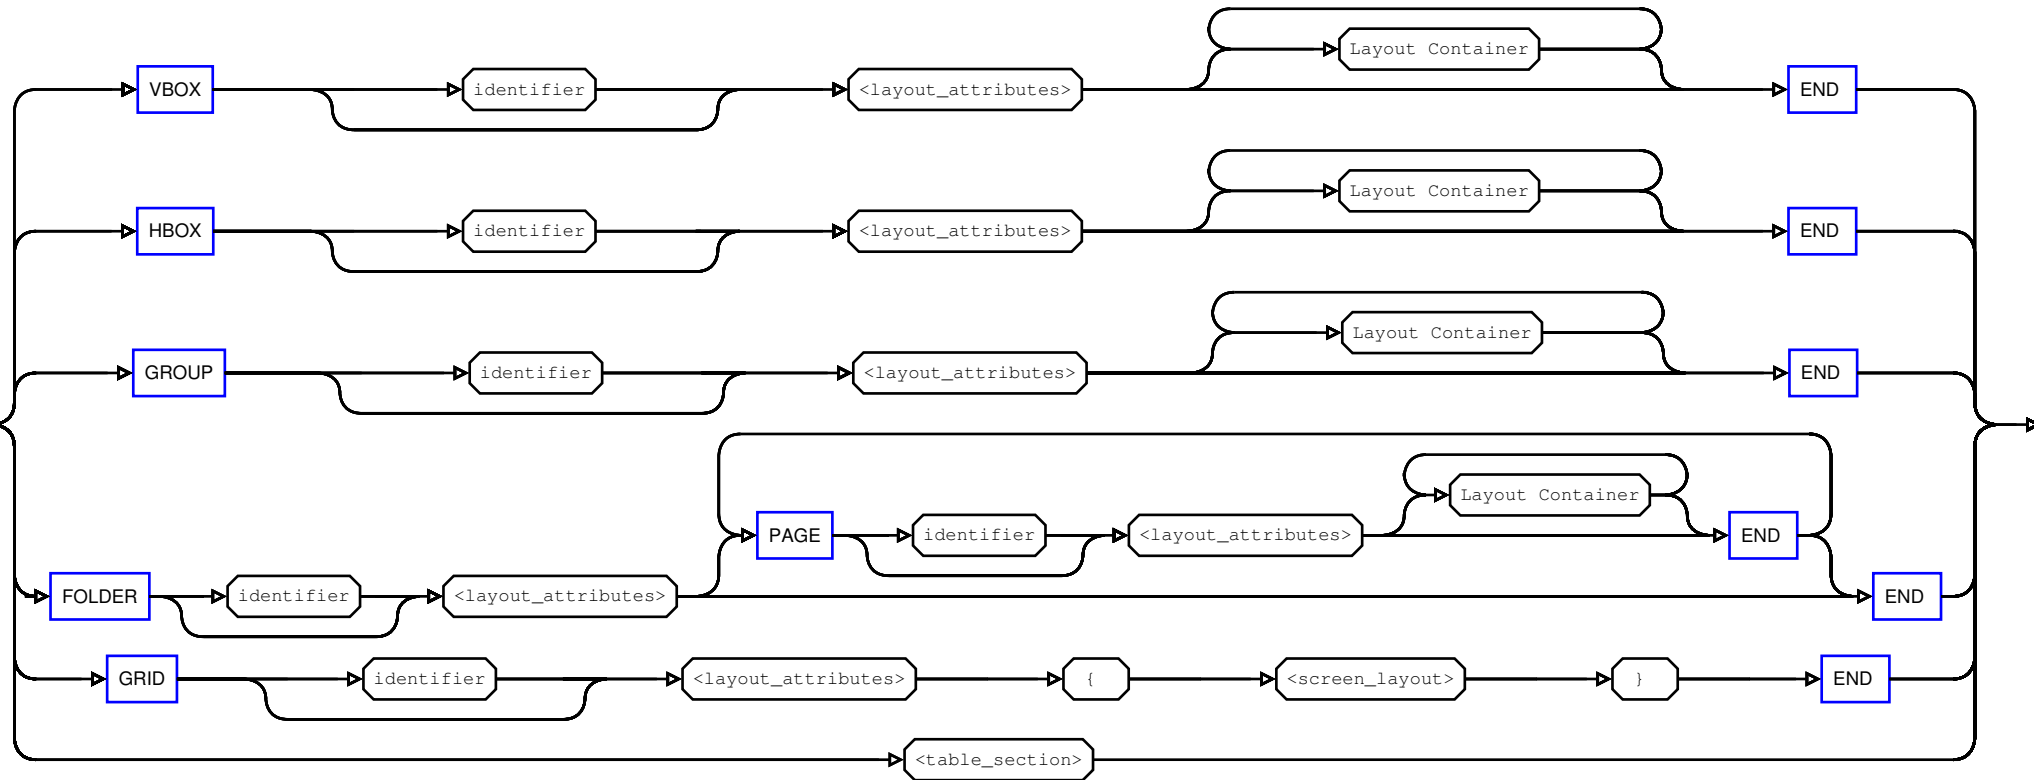 VBOX identifier <layout_attributes> Layout Container END
HBOX identifier <layout_attributes> Layout Container END
GROUP identifier <layout_attributes> Layout Container END
PAGE identifier <layout_attributes> Layout Container END
FOLDER identifier <layout_attributes> END
GRID identifier <layout_attributes> { <screen_layout> } END
<table_section>